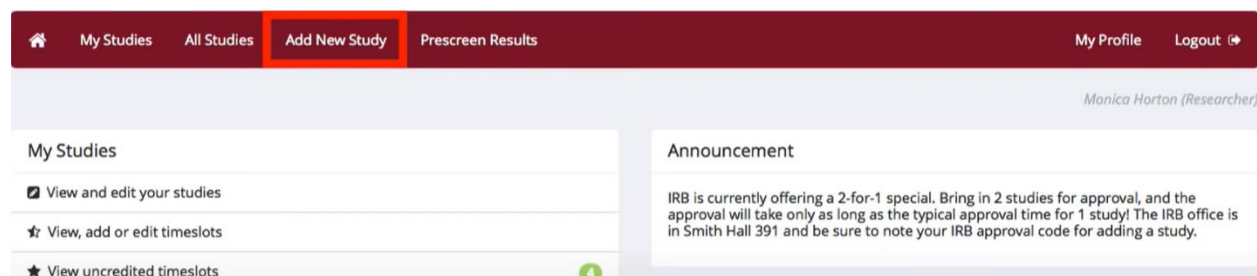 My Studies All Studies Add New Study Prescreen Results My Profile Logout
Monica Horton (Researcher)
My Studies
View and edit your studies
View, add or edit timeslots
View uncredited timeslots 4
Announcement
IRB is currently offering a 2-for-1 special. Bring in 2 studies for approval, and the
approval will take only as long as the typical approval time for 1 study! The IRB office is
in Smith Hall 391 and be sure to note your IRB approval code for adding a study.